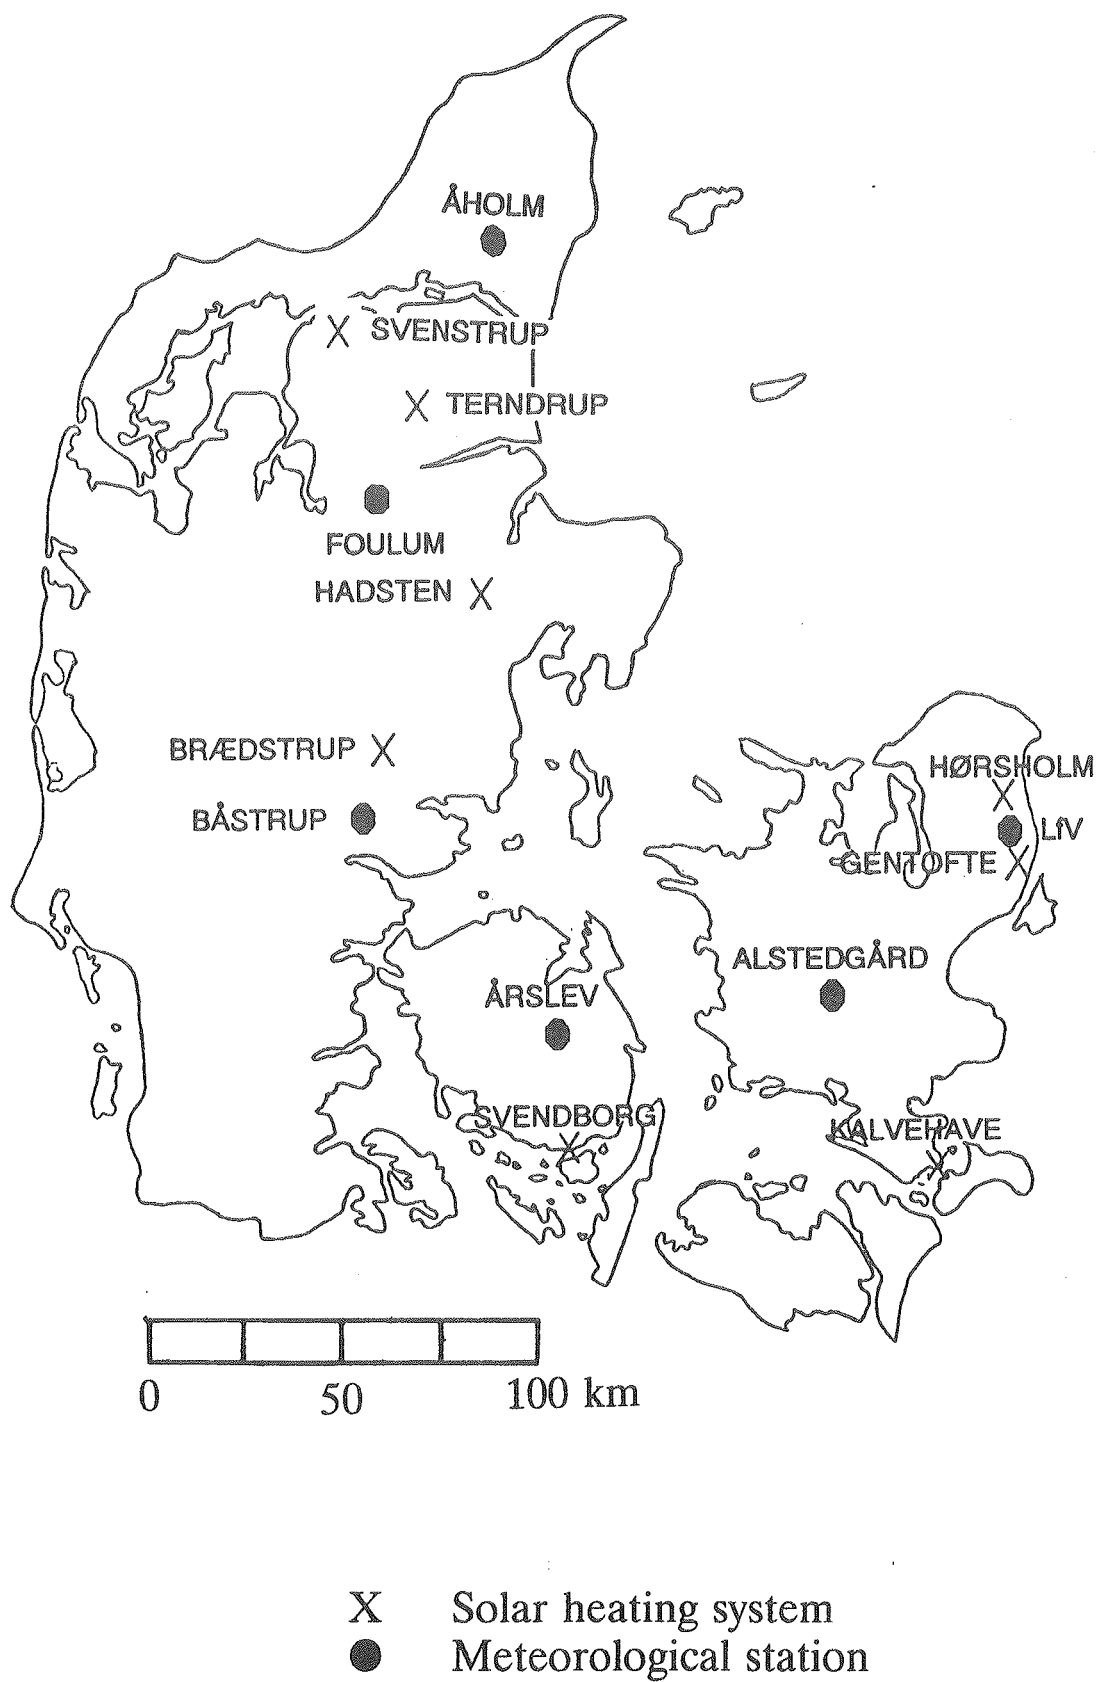 ÅHOLM
X SVENSTRUP
X TERNDRUP
FOULUM
HADSTEN X
BRÆDSTRUP X
HØRSHOLM
X
BÅSTRUP
LfV
GENTOFTE X
ALSTEDGÅRD
ÅRSLEV
SVENDBORG
X
KALVEHAVE
X
0 50 100 km
X Solar heating system
Meteorological station